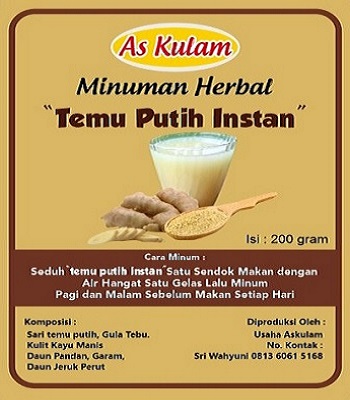 As Kulam
Minuman Herbal
"Temu Putih Instan"
Isi : 200 gram
Cara Minum :
Seduh "temu putih Instan" Satu Sendok Makan dengan
Air Hangat Satu Gelas Lalu Minum
Pagi dan Malam Sebelum Makan Setiap Hari
Komposisi :
Sari temu putih, Gula Tebu.
Kulit Kayu Manis
Daun Pandan, Garam,
Daun Jeruk Perut
Diproduksi Oleh :
Usaha Askulam
No. Kontak :
Sri Wahyuni 0813 6061 5168